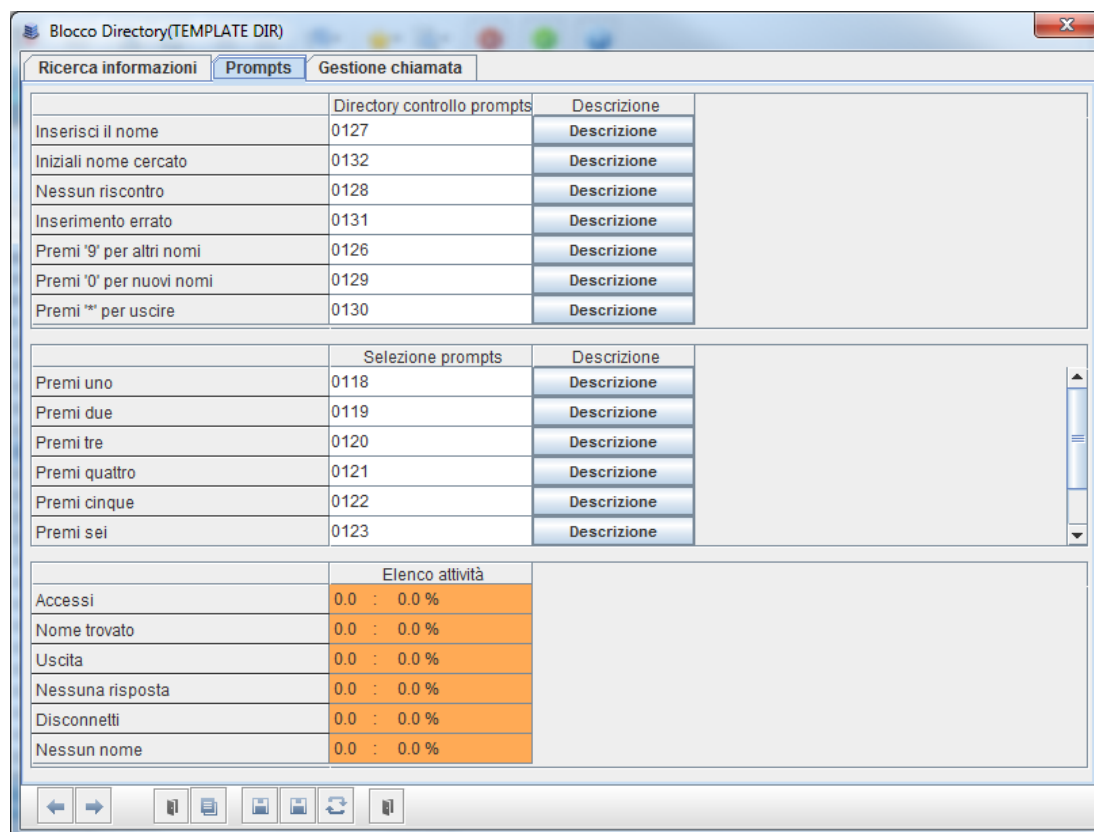 Blocco Directory(TEMPLATE DIR)
Ricerca informazioni Prompts Gestione chiamata
Directory controllo prompts Descrizione
Inserisci il nome 0127 Descrizione
Iniziali nome cercato 0132 Descrizione
Nessun riscontro 0128 Descrizione
Inserimento errato 0131 Descrizione
Premi '9' per altri nomi 0126 Descrizione
Premi '0' per nuovi nomi 0129 Descrizione
Premi '*' per uscire 0130 Descrizione
Selezione prompts Descrizione
Premi uno 0118 Descrizione
Premi due 0119 Descrizione
Premi tre 0120 Descrizione
Premi quattro 0121 Descrizione
Premi cinque 0122 Descrizione
Premi sei 0123 Descrizione
Elenco attività
Accessi 0.0 : 0.0 %
Nome trovato 0.0 : 0.0 %
Uscita 0.0 : 0.0 %
Nessuna risposta 0.0 : 0.0 %
Disconnetti 0.0 : 0.0 %
Nessun nome 0.0 : 0.0 %